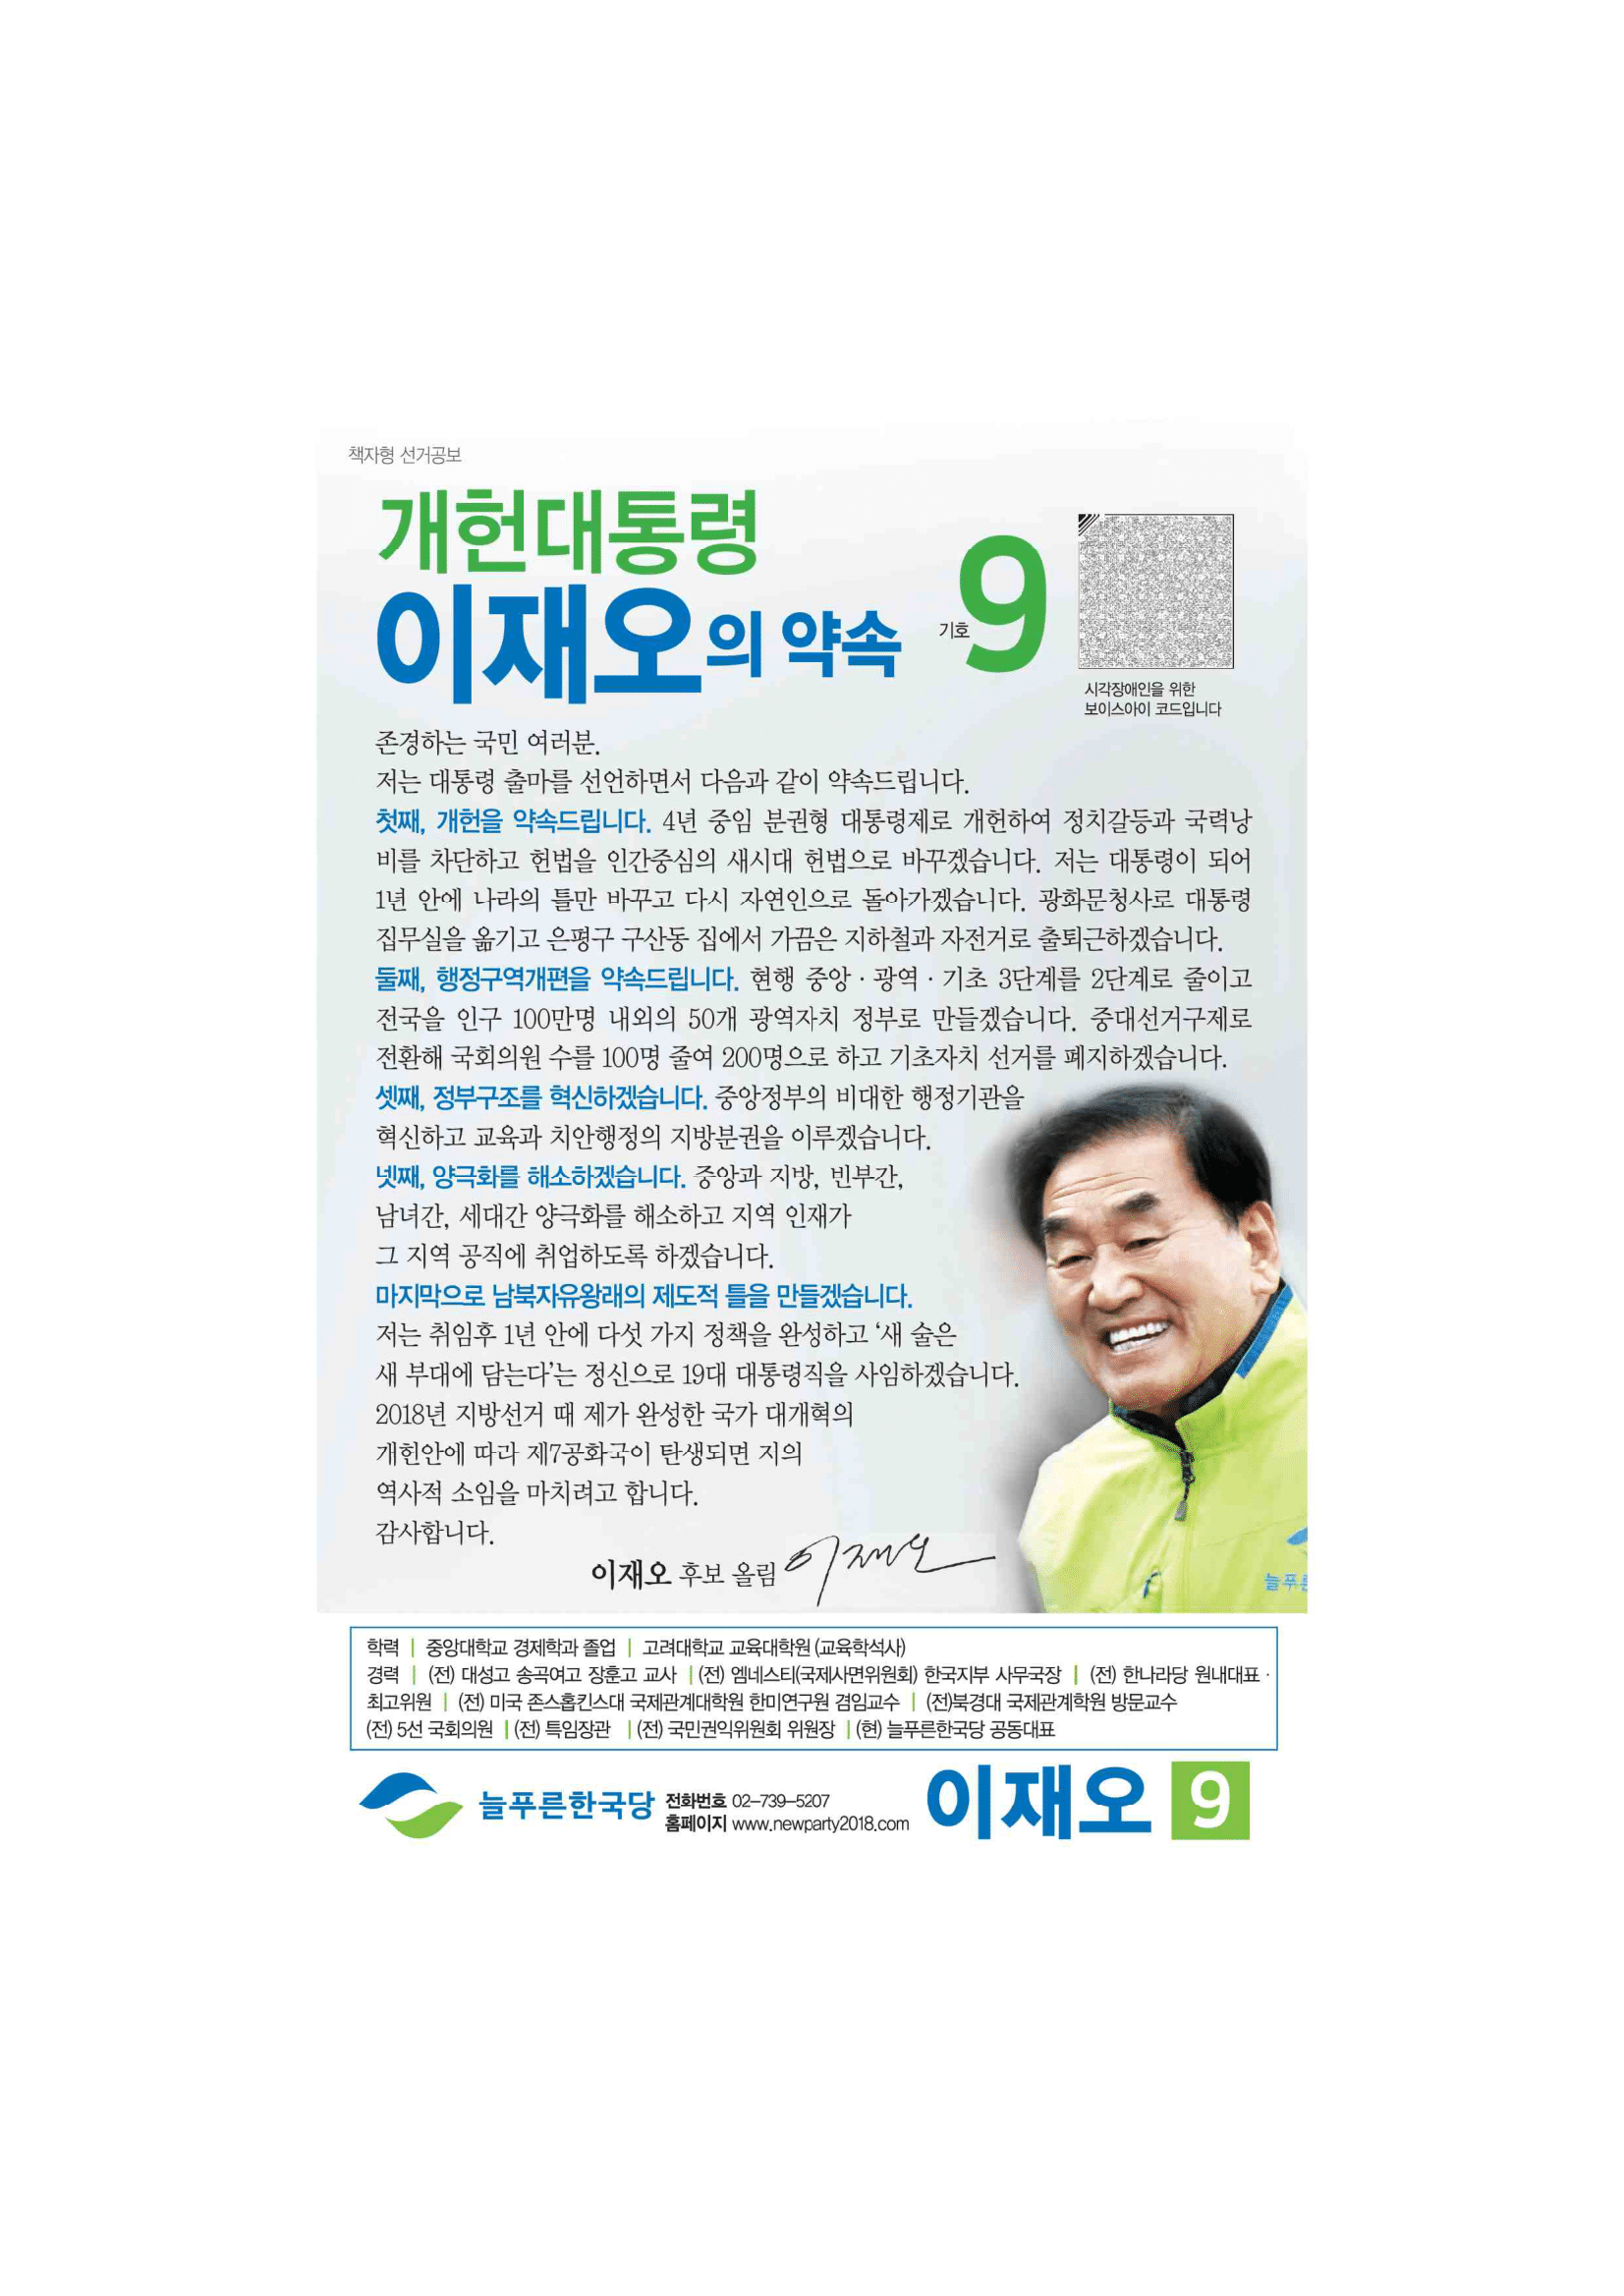 책자형 선거공보
개헌대통령
이재오의 약속
기호 9
시각장애인을 위한
보이스아이 코드입니다
존경하는 국민 여러분.
저는 대통령 출마를 선언하면서 다음과 같이 약속드립니다.
첫째, 개헌을 약속드립니다. 4년 중임 분권형 대통령제로 개헌하여 정치갈등과 국력낭
비를 차단하고 헌법을 인간중심의 새시대 헌법으로 바꾸겠습니다. 저는 대통령이 되어
1년 안에 나라의 틀만 바꾸고 다시 자연인으로 돌아가겠습니다. 광화문청사로 대통령
집무실을 옮기고 은평구 구산동 집에서 가끔은 지하철과 자전거로 출퇴근하겠습니다.
둘째, 행정구역개편을 약속드립니다. 현행 중앙 · 광역 · 기초 3단계를 2단계로 줄이고
전국을 인구 100만명 내외의 50개 광역자치 정부로 만들겠습니다. 중대선거구제로
전환해 국회의원 수를 100명 줄여 200명으로 하고 기초자치 선거를 폐지하겠습니다.
셋째, 정부구조를 혁신하겠습니다. 중앙정부의 비대한 행정기관을
혁신하고 교육과 치안행정의 지방분권을 이루겠습니다.
넷째, 양극화를 해소하겠습니다. 중앙과 지방, 빈부간,
남녀간, 세대간 양극화를 해소하고 지역 인재가
그 지역 공직에 취업하도록 하겠습니다.
마지막으로 남북자유왕래의 제도적 틀을 만들겠습니다.
저는 취임후 1년 안에 다섯 가지 정책을 완성하고 ‘새 술은
새 부대에 담는다’는 정신으로 19대 대통령직을 사임하겠습니다.
2018년 지방선거 때 제가 완성한 국가 대개혁의
개헌안에 따라 제7공화국이 탄생되면 저의
역사적 소임을 마치려고 합니다.
감사합니다.
이재오 후보 올림 이재오
늘푸른
학력 | 중앙대학교 경제학과 졸업 | 고려대학교 교육대학원 (교육학석사)
경력 | (전) 대성고 송곡여고 장훈고 교사 | (전) 엠네스티(국제사면위원회) 한국지부 사무국장 | (전) 한나라당 원내대표 ·
최고위원 | (전) 미국 존스홉킨스대 국제관계대학원 한미연구원 겸임교수 | (전)북경대 국제관계학원 방문교수
(전) 5선 국회의원 | (전) 특임장관 | (전) 국민권익위원회 위원장 | (현) 늘푸른한국당 공동대표
늘푸른한국당 전화번호 02–739–5207
홈페이지 www.newparty2018.com
이재오 9